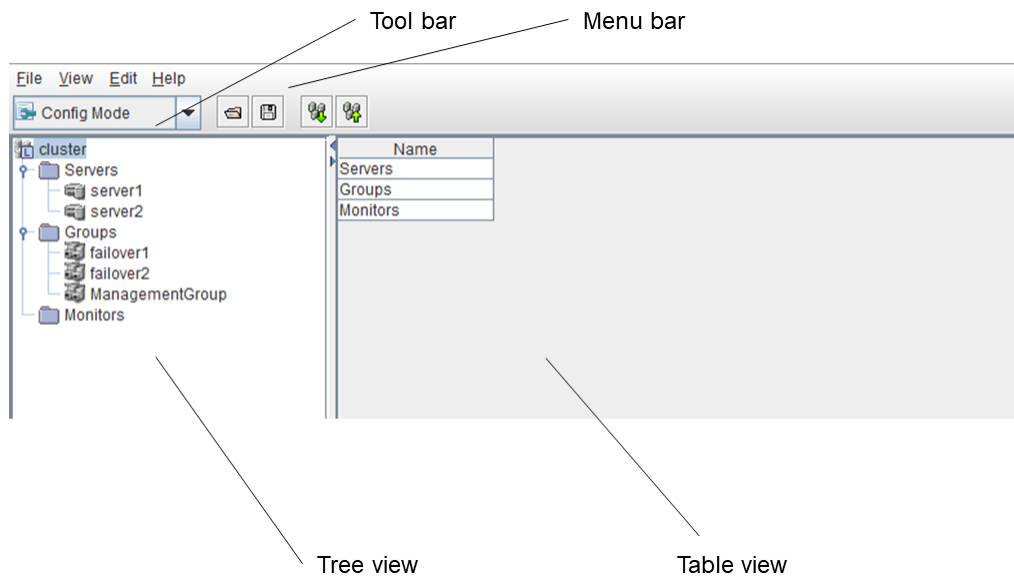 Tool bar
Menu bar
File View Edit Help
Config Mode
cluster
Servers
server1
server2
Groups
failover1
failover2
ManagementGroup
Monitors
Name
Servers
Groups
Monitors
Tree view
Table view